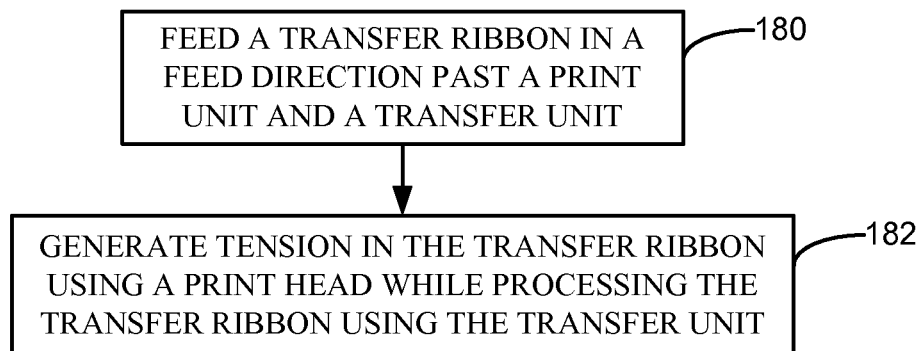 FEED A TRANSFER RIBBON IN A
FEED DIRECTION PAST A PRINT
UNIT AND A TRANSFER UNIT
180
GENERATE TENSION IN THE TRANSFER RIBBON
USING A PRINT HEAD WHILE PROCESSING THE
TRANSFER RIBBON USING THE TRANSFER UNIT
182